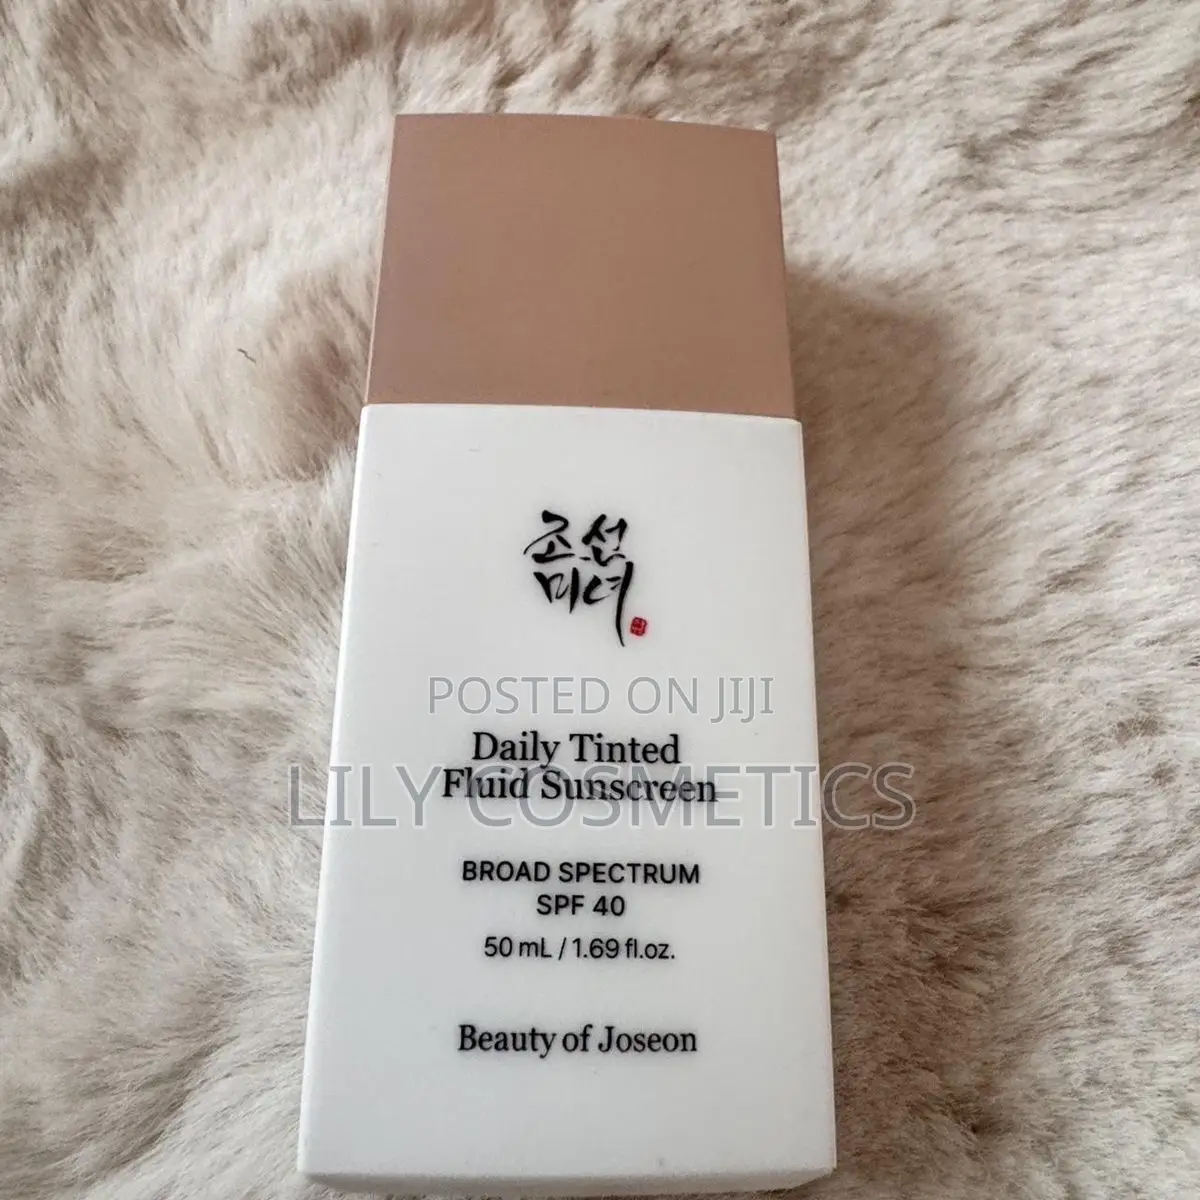 조선
미녀
POSTED ON JIJI
Daily Tinted
Fluid Sunscreen
LILY COSMETICS
BROAD SPECTRUM
SPF 40
50 mL / 1.69 fl.oz.
Beauty of Joseon